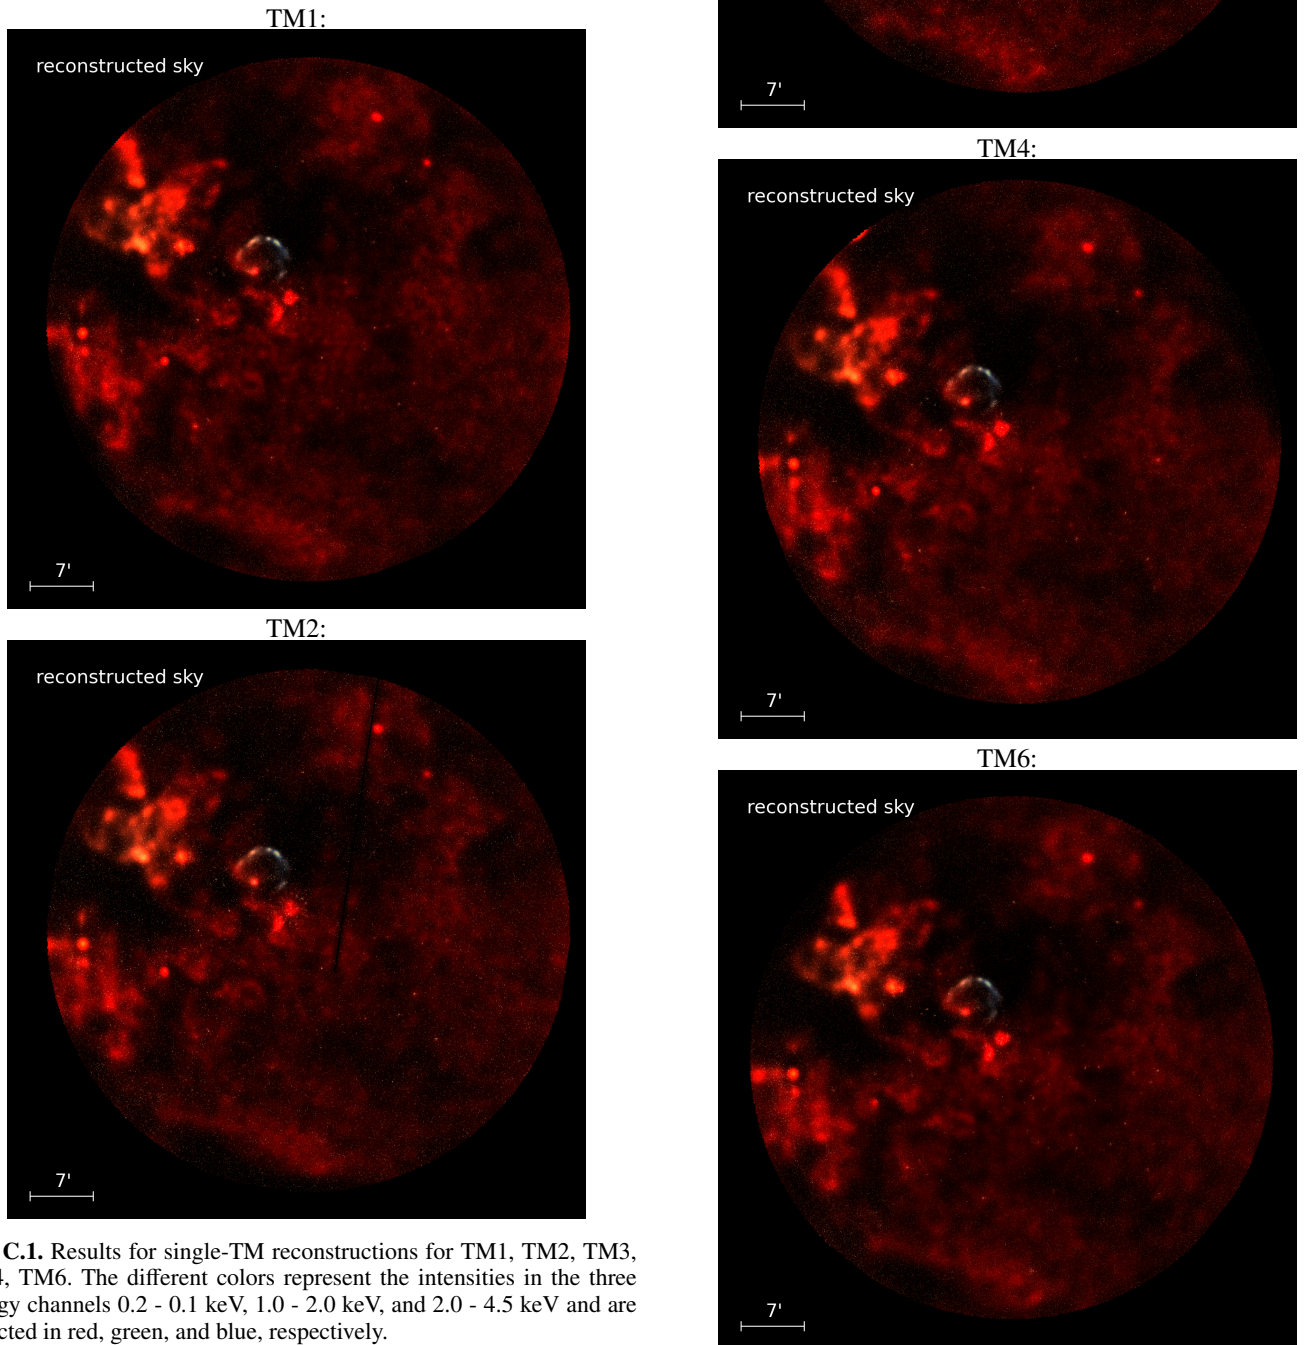 TM1:
reconstructed sky
7'
TM2:
reconstructed sky
7'
C.1. Results for single-TM reconstructions for TM1, TM2, TM3,
TM6. The different colors represent the intensities in the three
channels 0.2 - 0.1 keV, 1.0 - 2.0 keV, and 2.0 - 4.5 keV and are
in red, green, and blue, respectively.
7'
TM4:
reconstructed sky
7'
TM6:
reconstructed sky
7'